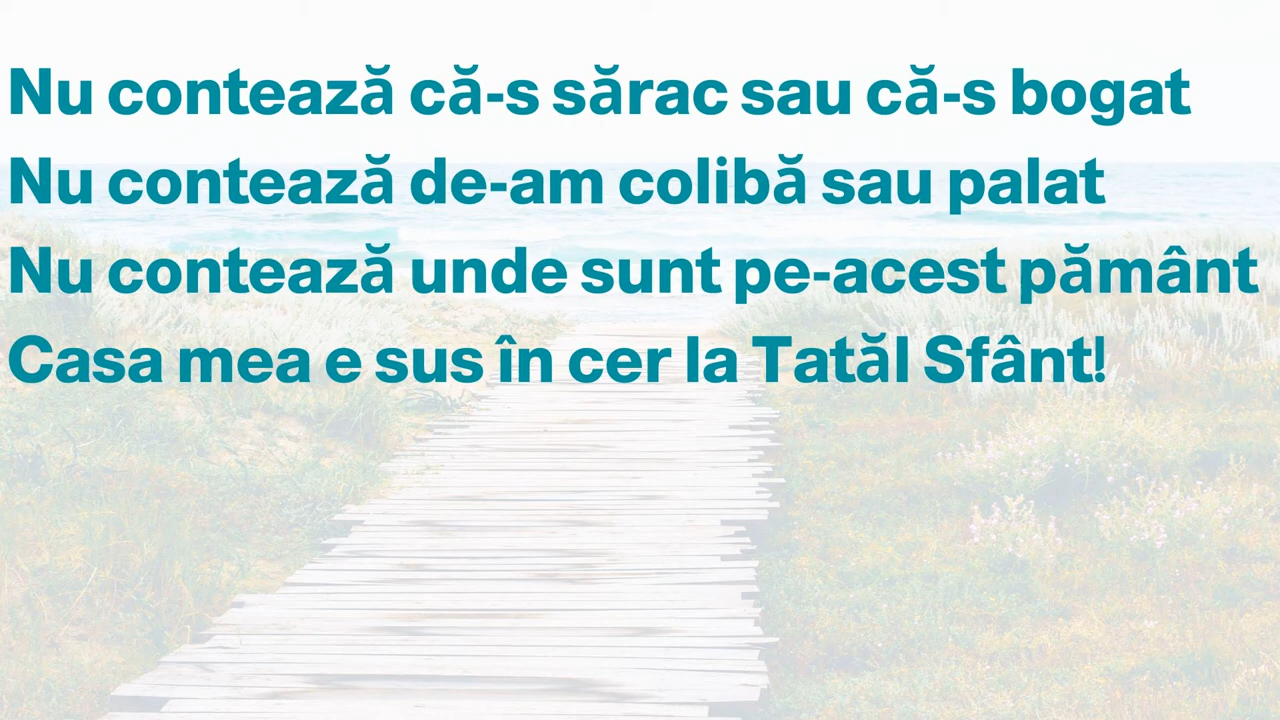 Nu contează că-s sărac sau că-s bogat
Nu contează de-am colibă sau palat
Nu contează unde sunt pe-acest pământ
Casa mea e sus în cer la Tatăl Sfânt!